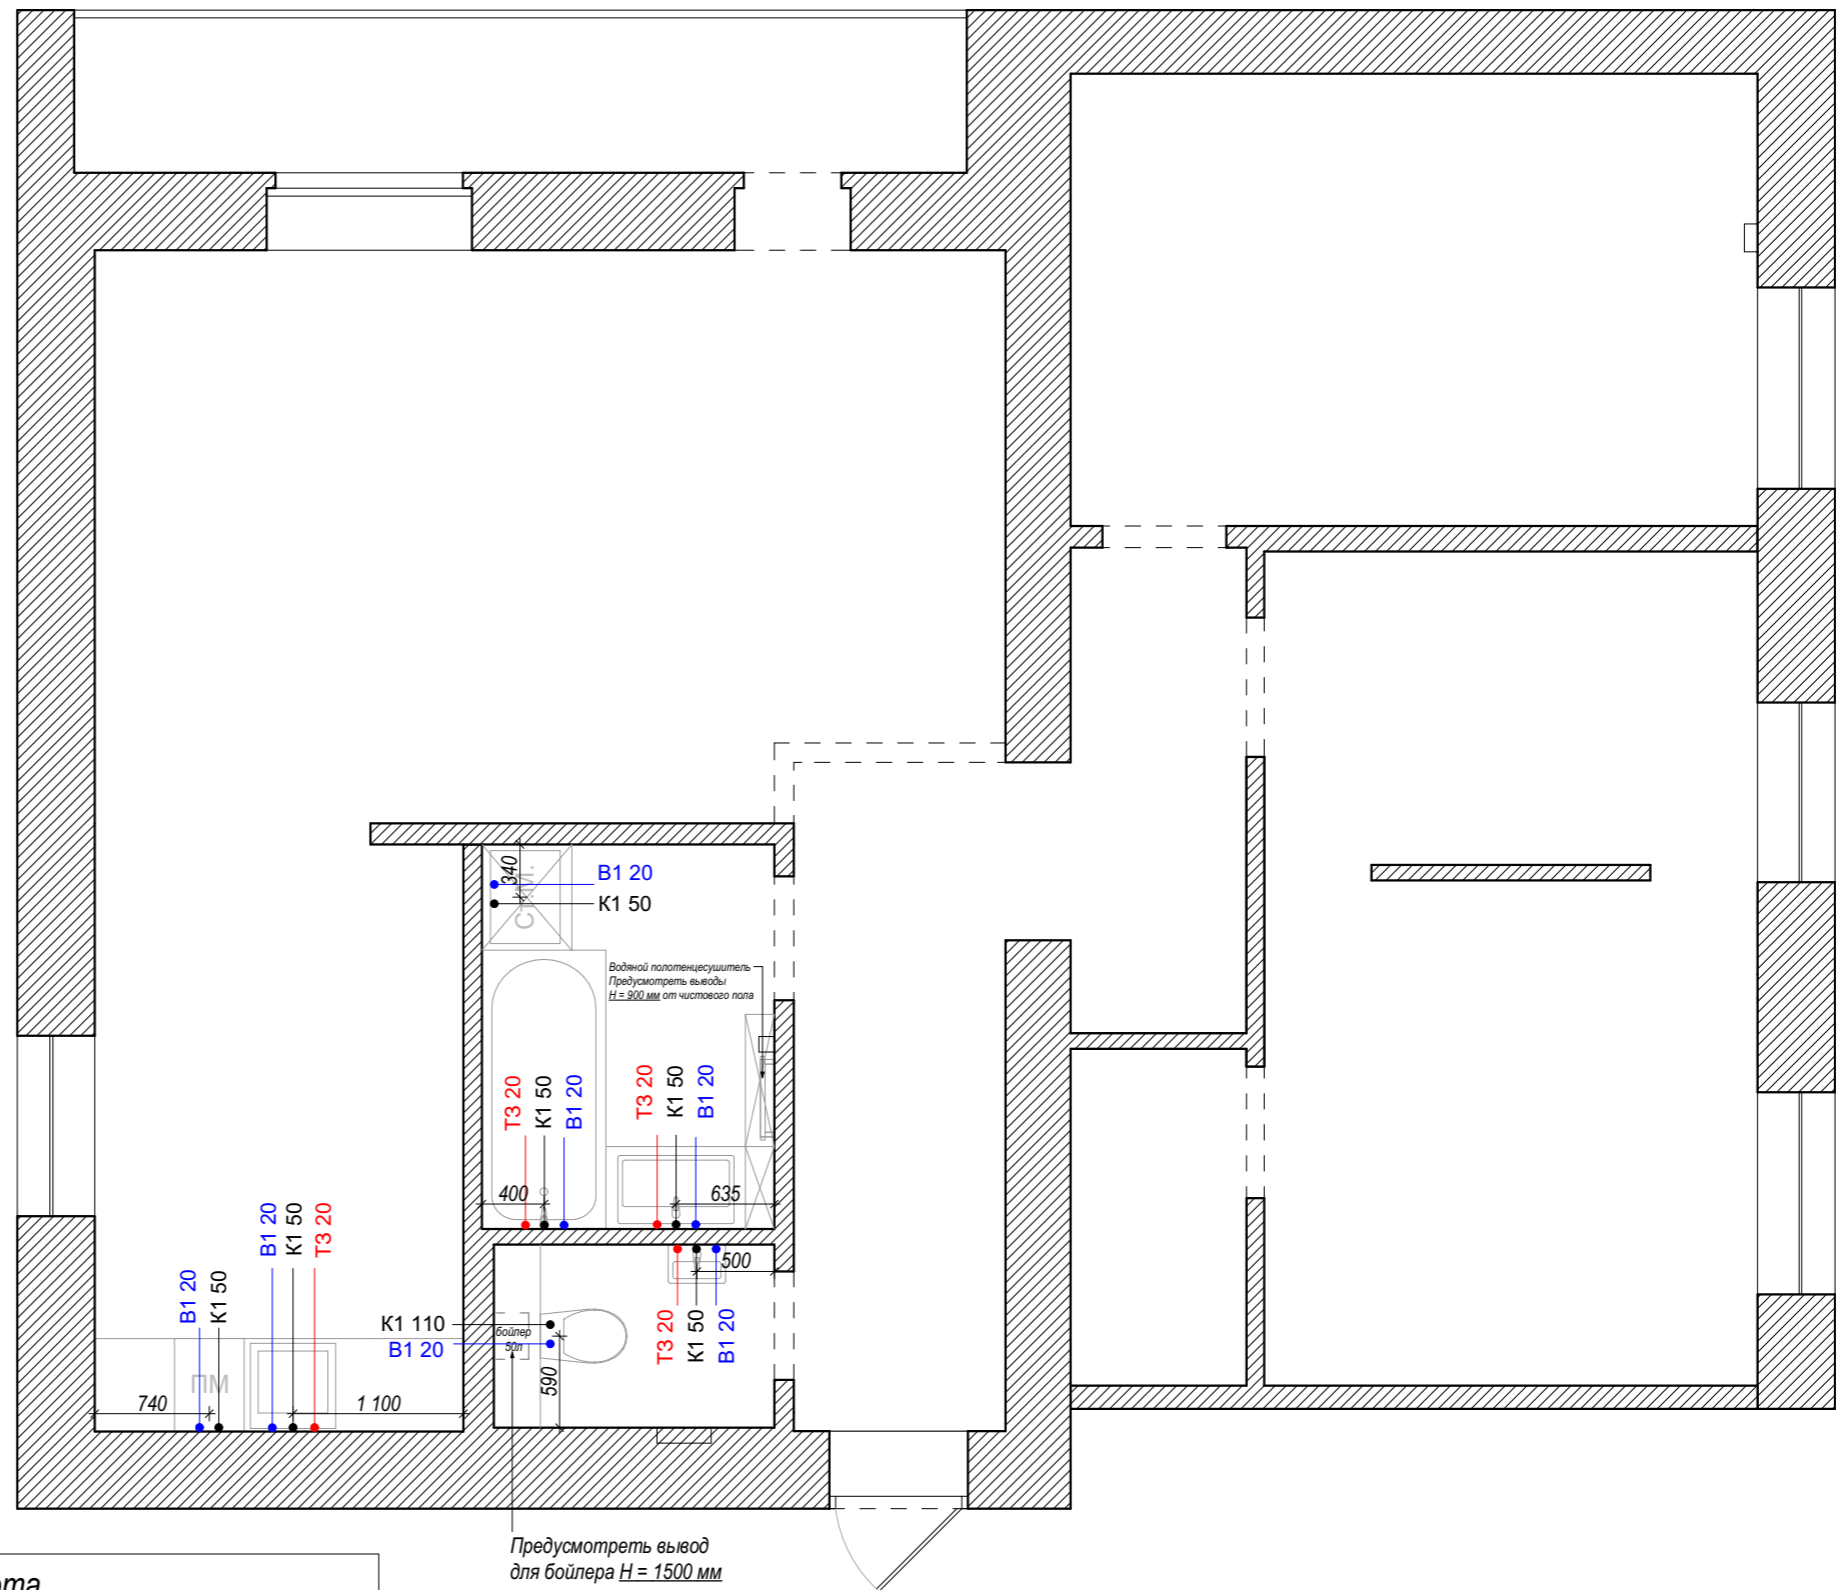 340
СТ.М.
В1 20
К1 50
Водяной полотенцесушитель
Предусмотреть выводы
Н = 900 мм от чистового пола
Т3 20
К1 50
В1 20
Т3 20
К1 50
В1 20
400
635
В1 20
К1 50
Т3 20
В1 20
К1 50
500
К1 110
В1 20
бойлер
50л
Т3 20
К1 50
В1 20
590
ПМ
740
1 100
Предусмотреть вывод
для бойлера Н = 1500 мм